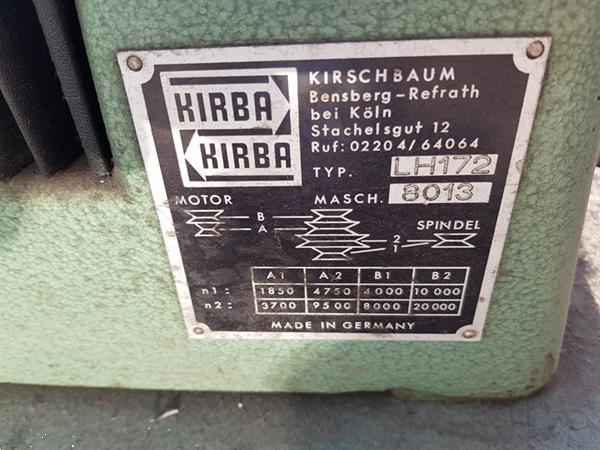 KIRBA
KIRBA
KIRSCHBAUM
Bensberg-Refrath
bei Köln
Stachelsgut 12
Ruf: 02204/64064
TYP. LH172
MASCH. 8013
MOTOR
SPINDEL
B
A
2
1
A1 A2 B1 B2
n1: 1850 4750 4000 10 000
n2: 3700 9500 8000 20000
MADE IN GERMANY